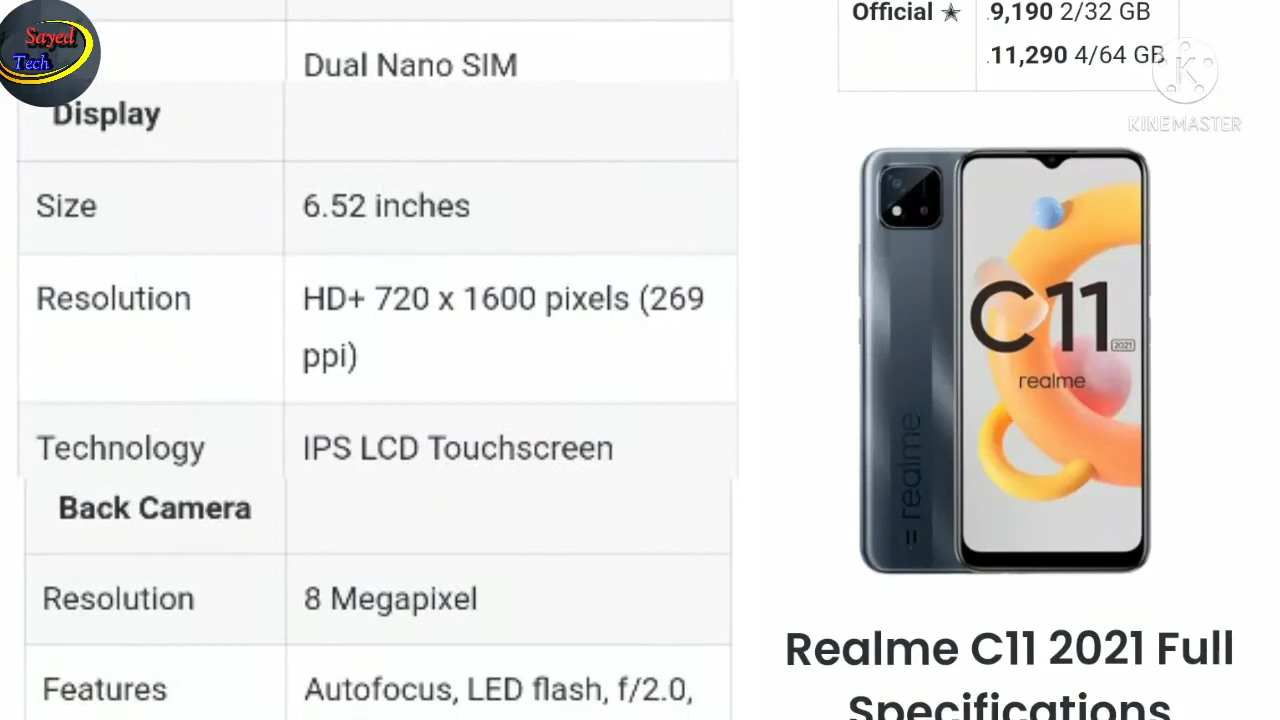 Sayed
Tech
Dual Nano SIM
Display
Size 6.52 inches
Resolution HD+ 720 x 1600 pixels (269
ppi)
Technology IPS LCD Touchscreen
Back Camera
Resolution 8 Megapixel
Features Autofocus, LED flash, f/2.0,
Official ★ 9,190 2/32 GB
11,290 4/64 GB
KINEMASTER
C11
2021
realme
realme
Realme C11 2021 Full
Specifications